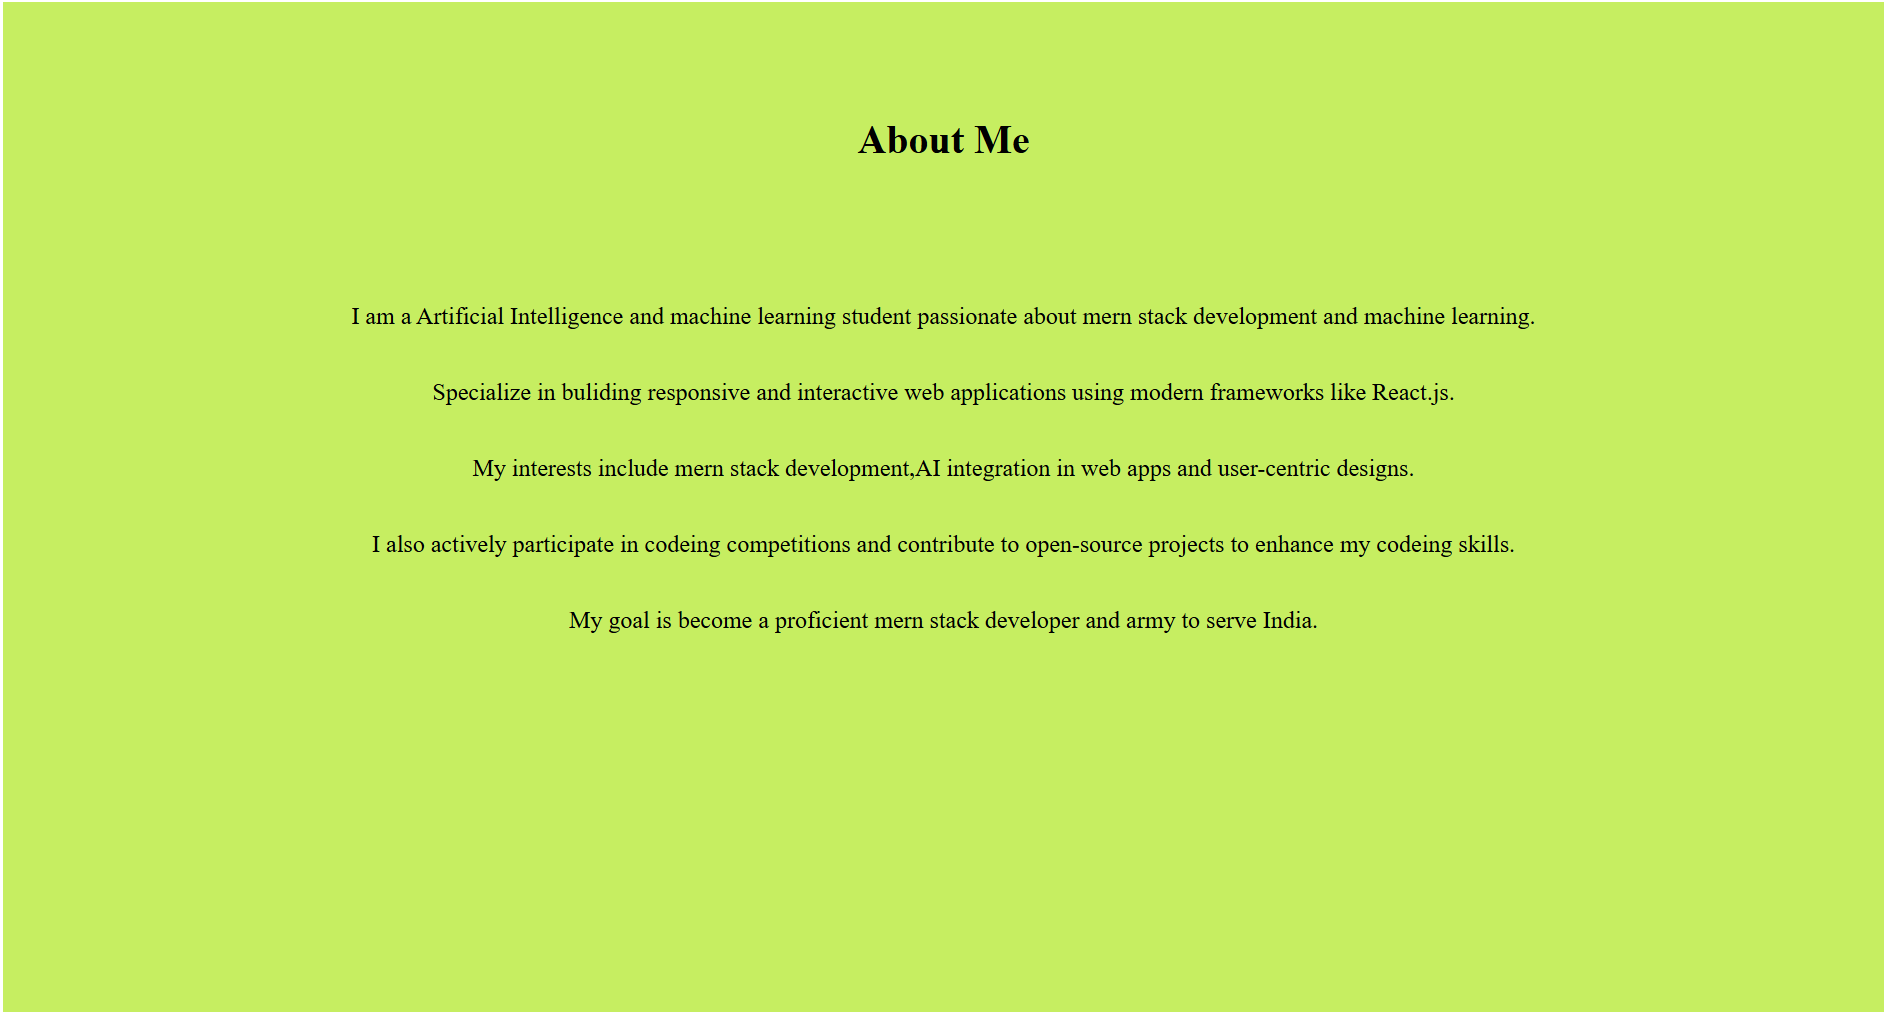 About Me
I am a Artificial Intelligence and machine learning student passionate about mern stack development and machine learning.
Specialize in buliding responsive and interactive web applications using modern frameworks like React.js.
My interests include mern stack development,AI integration in web apps and user-centric designs.
I also actively participate in codeing competitions and contribute to open-source projects to enhance my codeing skills.
My goal is become a proficient mern stack developer and army to serve India.